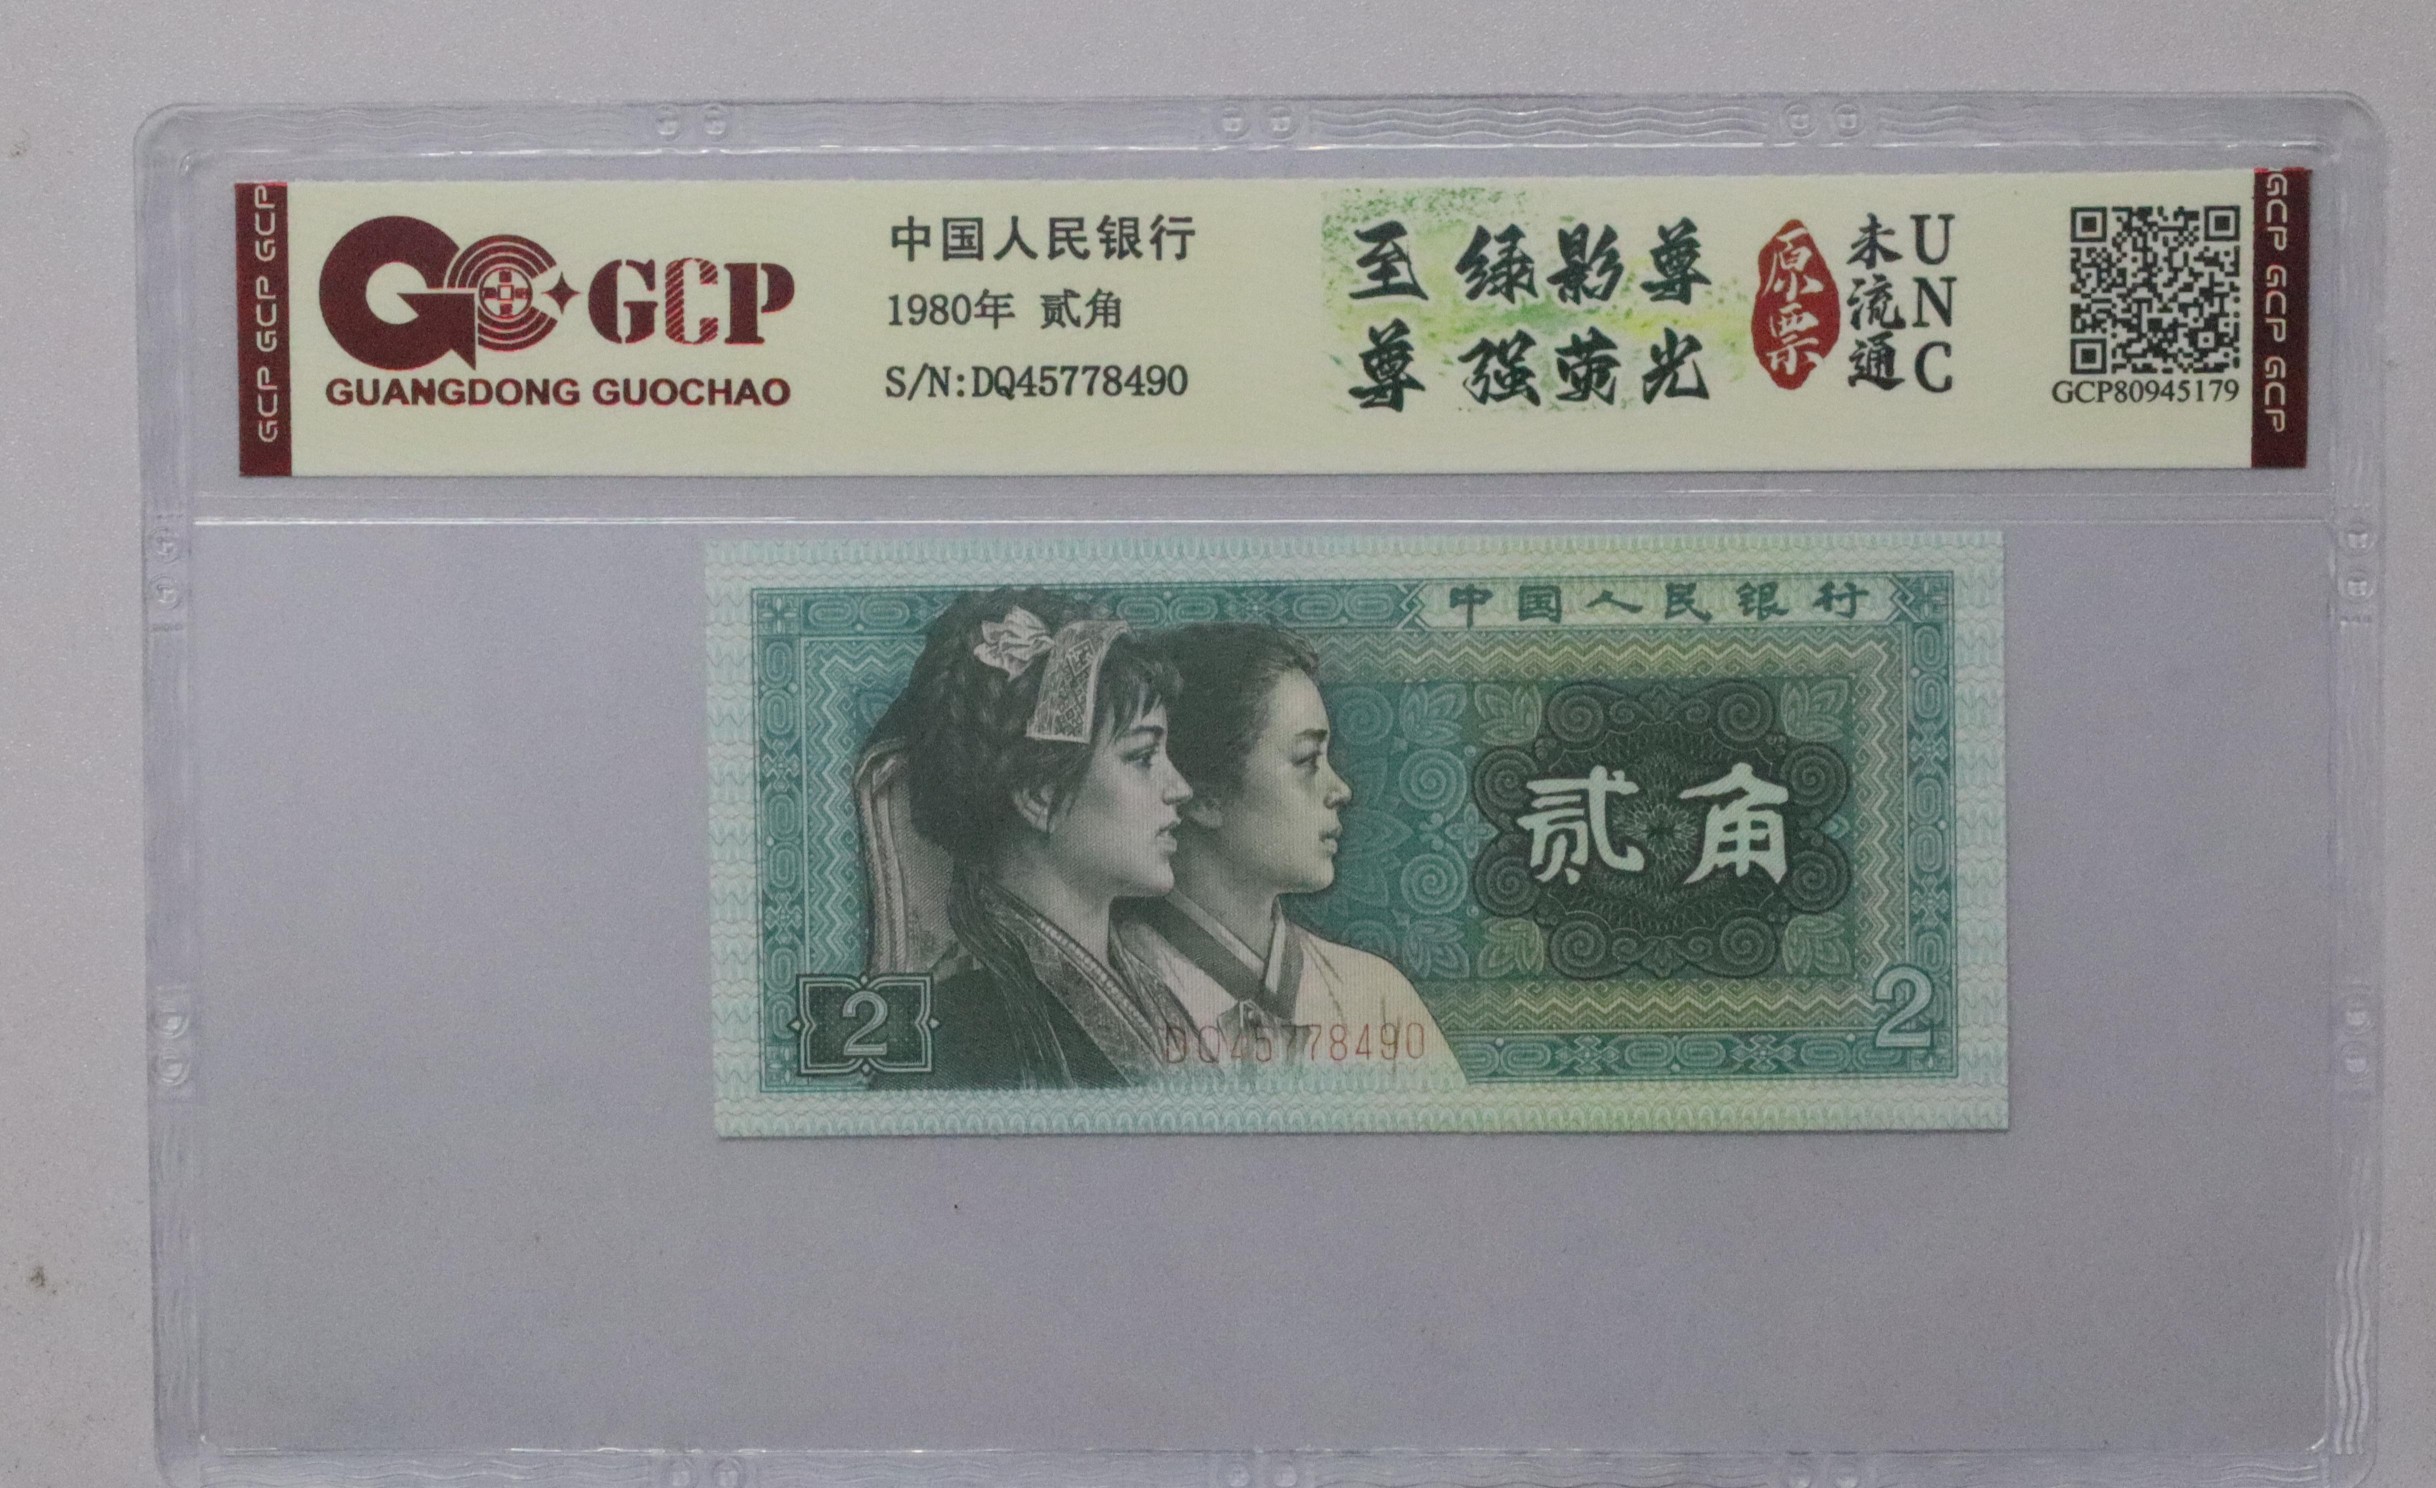 GCP GCP GCP
GCP
GUANGDONG GUOCHAO
中国人民银行
1980年 贰角
S/N:DQ45778490
至 绿影尊
尊 强荧光
原票
未流通
UNC
GCP80945179
GCP GCP GCP
中国人民银行
贰角
2
2
DQ45778490